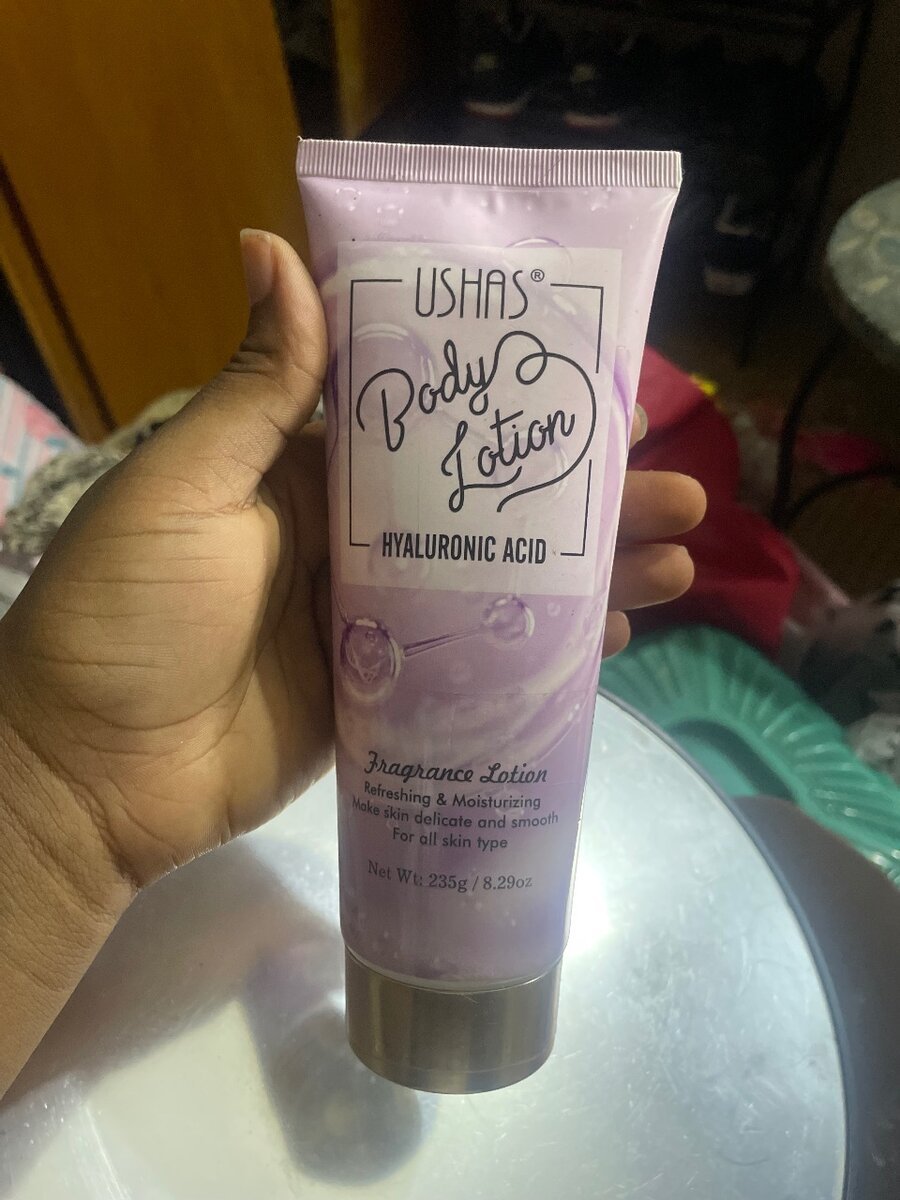 USHAS®
Body
Lotion
HYALURONIC ACID
Fragrance Lotion
Refreshing & Moisturizing
Make skin delicate and smooth
For all skin type
Net Wt: 235g / 8.29oz